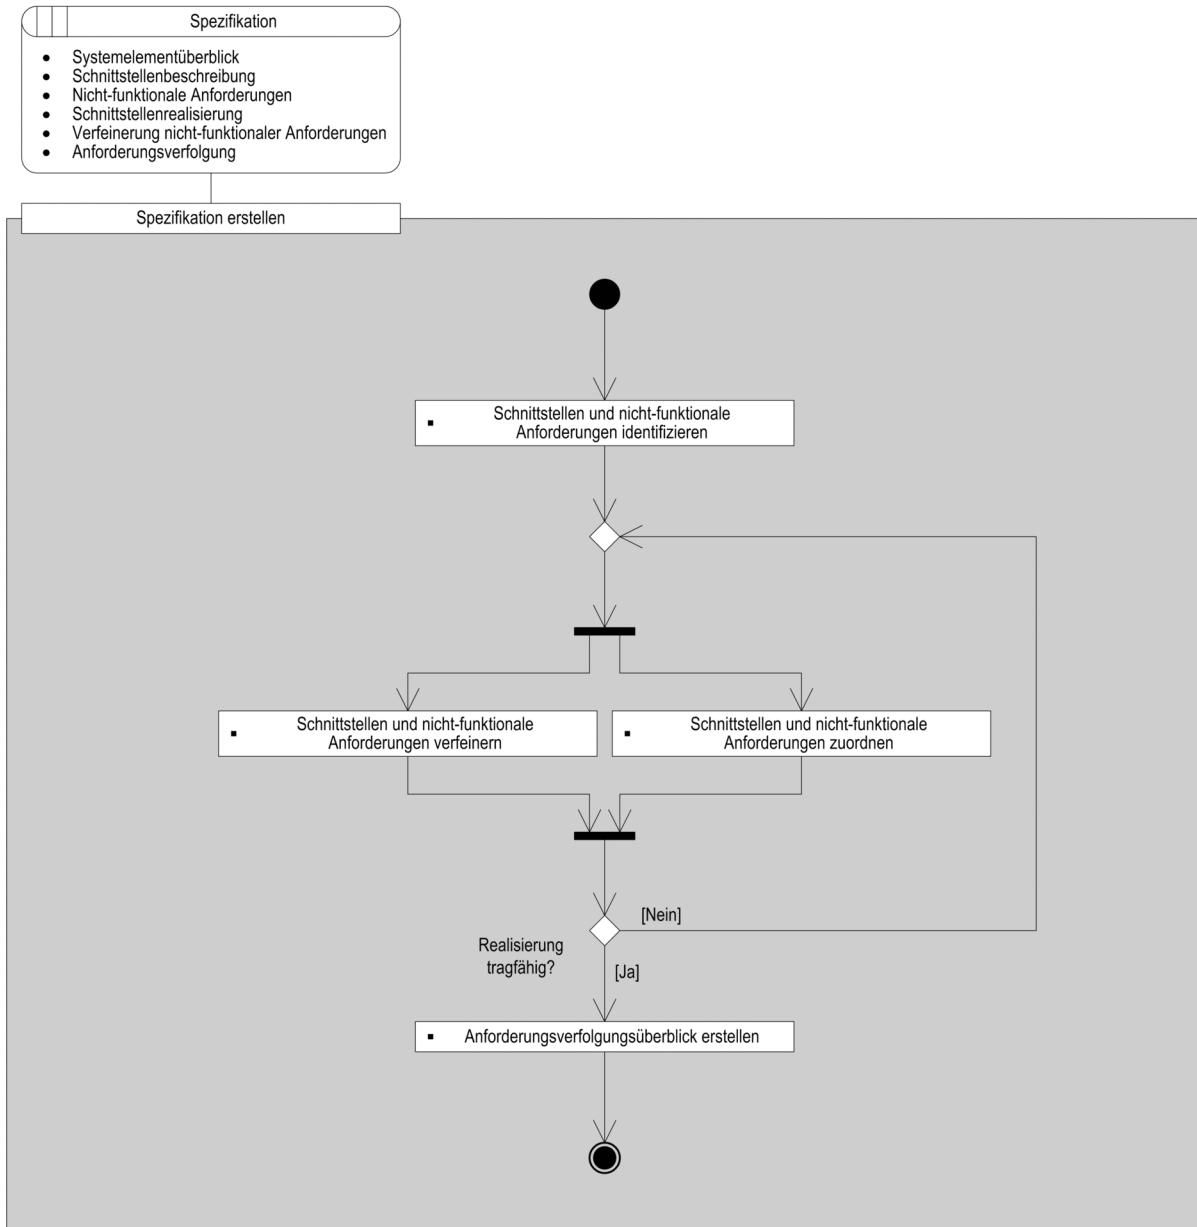 Spezifikation
Systemelementüberblick
Schnittstellenbeschreibung
Nicht-funktionale Anforderungen
Schnittstellenrealisierung
Verfeinerung nicht-funktionaler Anforderungen
Anforderungsverfolgung
Spezifikation erstellen
Schnittstellen und nicht-funktionale
Anforderungen identifizieren
Schnittstellen und nicht-funktionale
Anforderungen verfeinern
Schnittstellen und nicht-funktionale
Anforderungen zuordnen
[Nein]
Realisierung
tragfähig?
[Ja]
Anforderungsverfolgungsüberblick erstellen